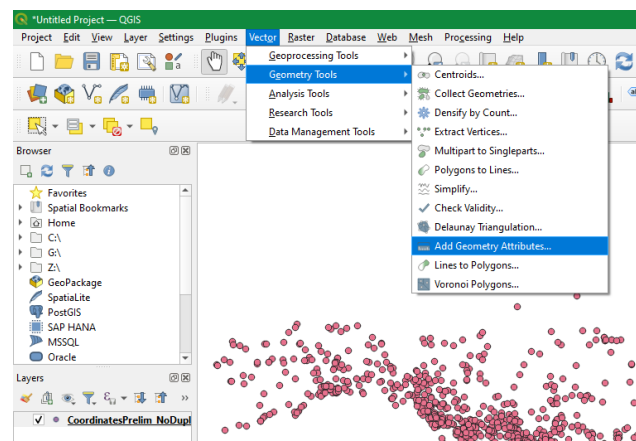 *Untitled Project — QGIS
Project Edit View Layer Settings Plugins Vector Raster Database Web Mesh Processing Help
Geoprocessing Tools
Geometry Tools
Analysis Tools
Research Tools
Data Management Tools
Centroids...
Collect Geometries...
Densify by Count...
Extract Vertices...
Multipart to Singleparts...
Polygons to Lines...
Simplify...
Check Validity...
Delaunay Triangulation...
Add Geometry Attributes...
Lines to Polygons...
Voronoi Polygons...
Browser
Favorites
Spatial Bookmarks
Home
C:\
G:\
Z:\
GeoPackage
SpatiaLite
PostGIS
SAP HANA
MSSQL
Oracle
Layers
CoordinatesPrelim_NoDupl